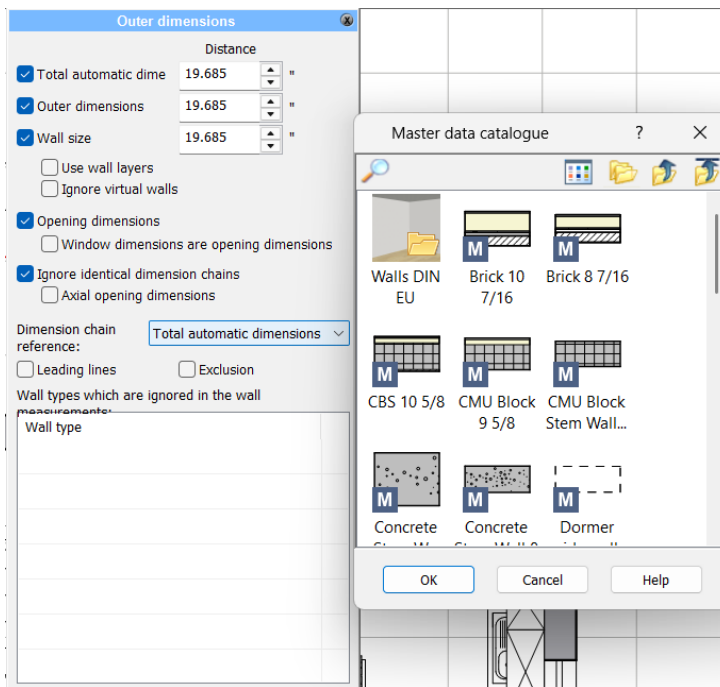 Outer dimensions
Distance
Total automatic dime 19.685 "
Outer dimensions 19.685 "
Wall size 19.685 "
Use wall layers
Ignore virtual walls
Opening dimensions
Window dimensions are opening dimensions
Ignore identical dimension chains
Axial opening dimensions
Dimension chain
reference:
Total automatic dimensions
Leading lines
Exclusion
Wall types which are ignored in the wall
measurements:
Wall type
Master data catalogue ?
Walls DIN
EU
M
Brick 10
7/16
M
Brick 8 7/16
M
CBS 10 5/8
M
CMU Block
9 5/8
M
CMU Block
Stem Wall...
M
Concrete
M
Concrete
M
Dormer
OK
Cancel
Help